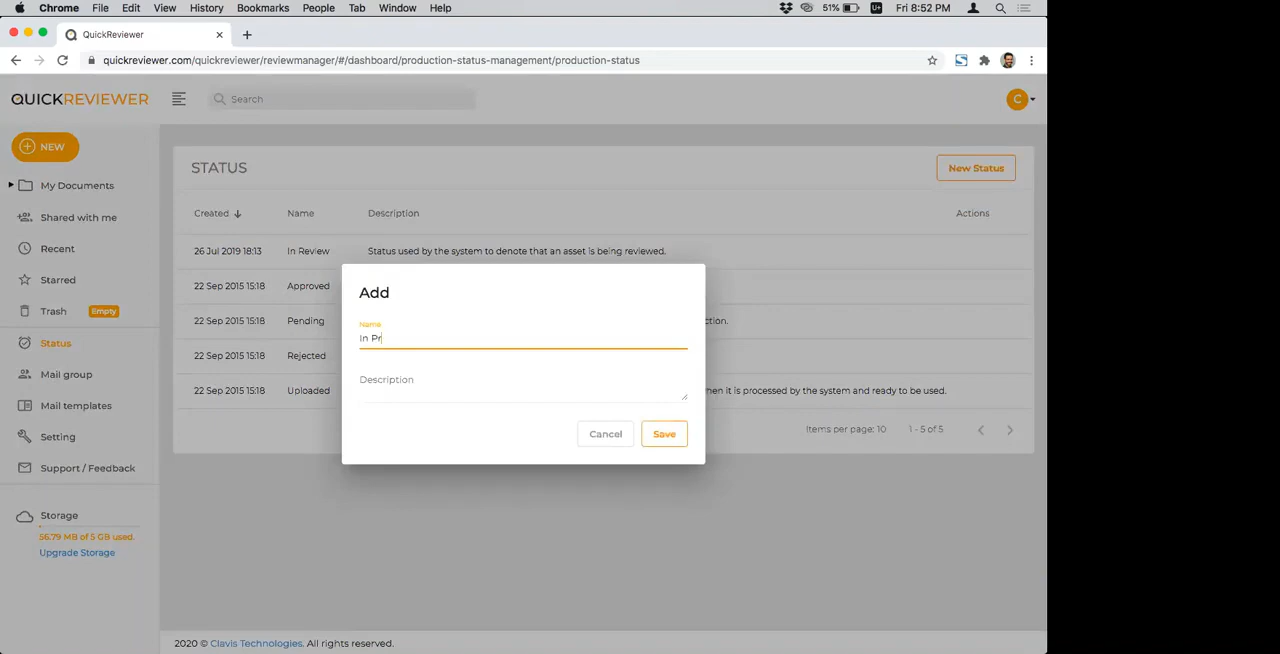 Chrome File Edit View History Bookmarks People Tab Window Help 51% U+ Fri 8:52 PM
QuickReviewer
quickreviewer.com/quickreviewer/reviewmanager/#/dashboard/production-status-management/production-status
QUICKREVIEWER Search C
NEW
My Documents
Shared with me
Recent
Starred
Trash Empty
Status
Mail group
Mail templates
Setting
Support / Feedback
Storage
56.79 MB of 5 GB used.
Upgrade Storage
STATUS New Status
Created Name Description Actions
26 Jul 2019 18:13 In Review Status used by the system to denote that an asset is being reviewed.
22 Sep 2015 15:18 Approved
22 Sep 2015 15:18 Pending ction.
22 Sep 2015 15:18 Rejected
22 Sep 2015 15:18 Uploaded hen it is processed by the system and ready to be used.
Items per page: 10 1 - 5 of 5
Add
Name
In Pr
Description
Cancel Save
2020 © Clavis Technologies. All rights reserved.